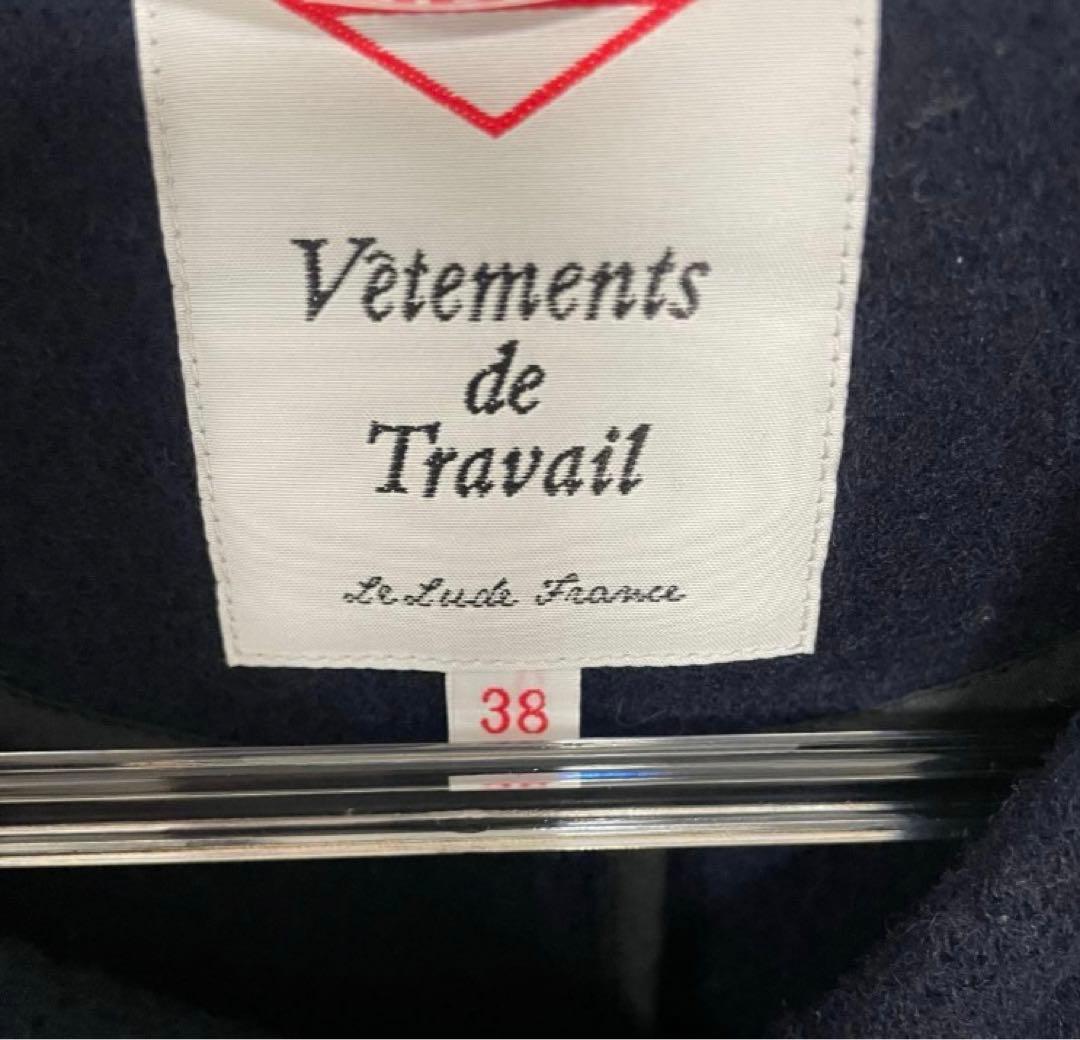 Vêtements
de
Travail
Le Lude France
38